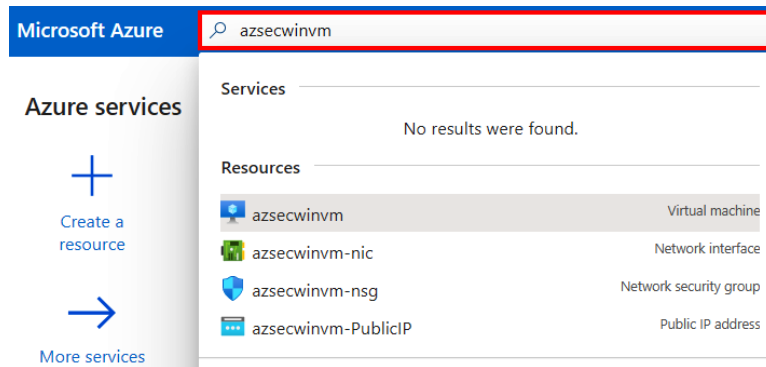 Microsoft Azure
azsecwinvm
Azure services
Create a
resource
More services
Services
No results were found.
Resources
azsecwinvm Virtual machine
azsecwinvm-nic Network interface
azsecwinvm-nsg Network security group
azsecwinvm-PublicIP Public IP address